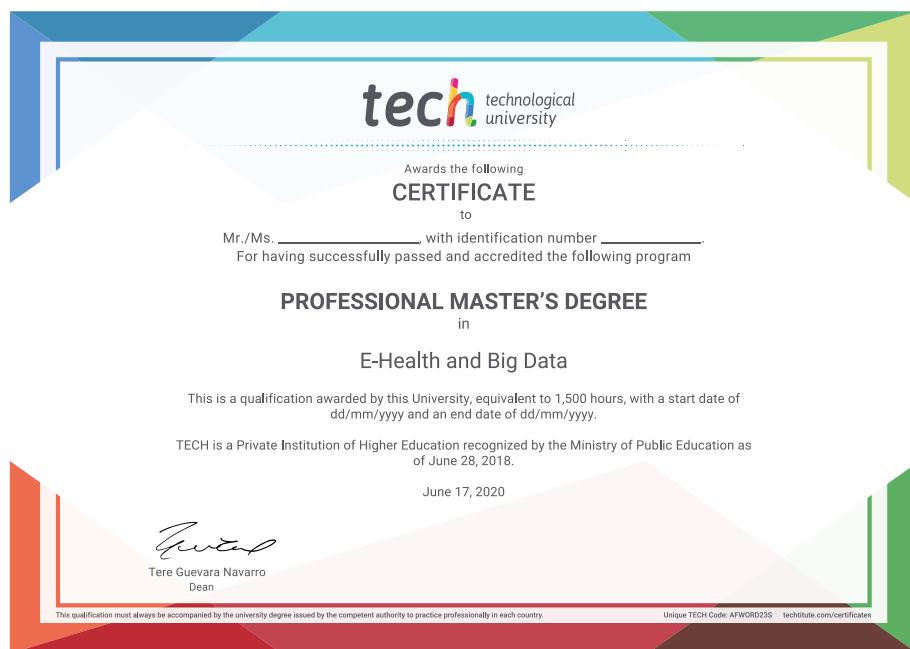 tech technological
university
Awards the following
CERTIFICATE
to
Mr./Ms. ____________________, with identification number ______________.
For having successfully passed and accredited the following program
PROFESSIONAL MASTER'S DEGREE
in
E-Health and Big Data
This is a qualification awarded by this University, equivalent to 1,500 hours, with a start date of
dd/mm/yyyy and an end date of dd/mm/yyyy.
TECH is a Private Institution of Higher Education recognized by the Ministry of Public Education as
of June 28, 2018.
June 17, 2020
Tere Guevara Navarro
Dean
This qualification must always be accompanied by the university degree issued by the competent authority to practice professionally in each country.
Unique TECH Code: AFWORD23S techtitute.com/certificates